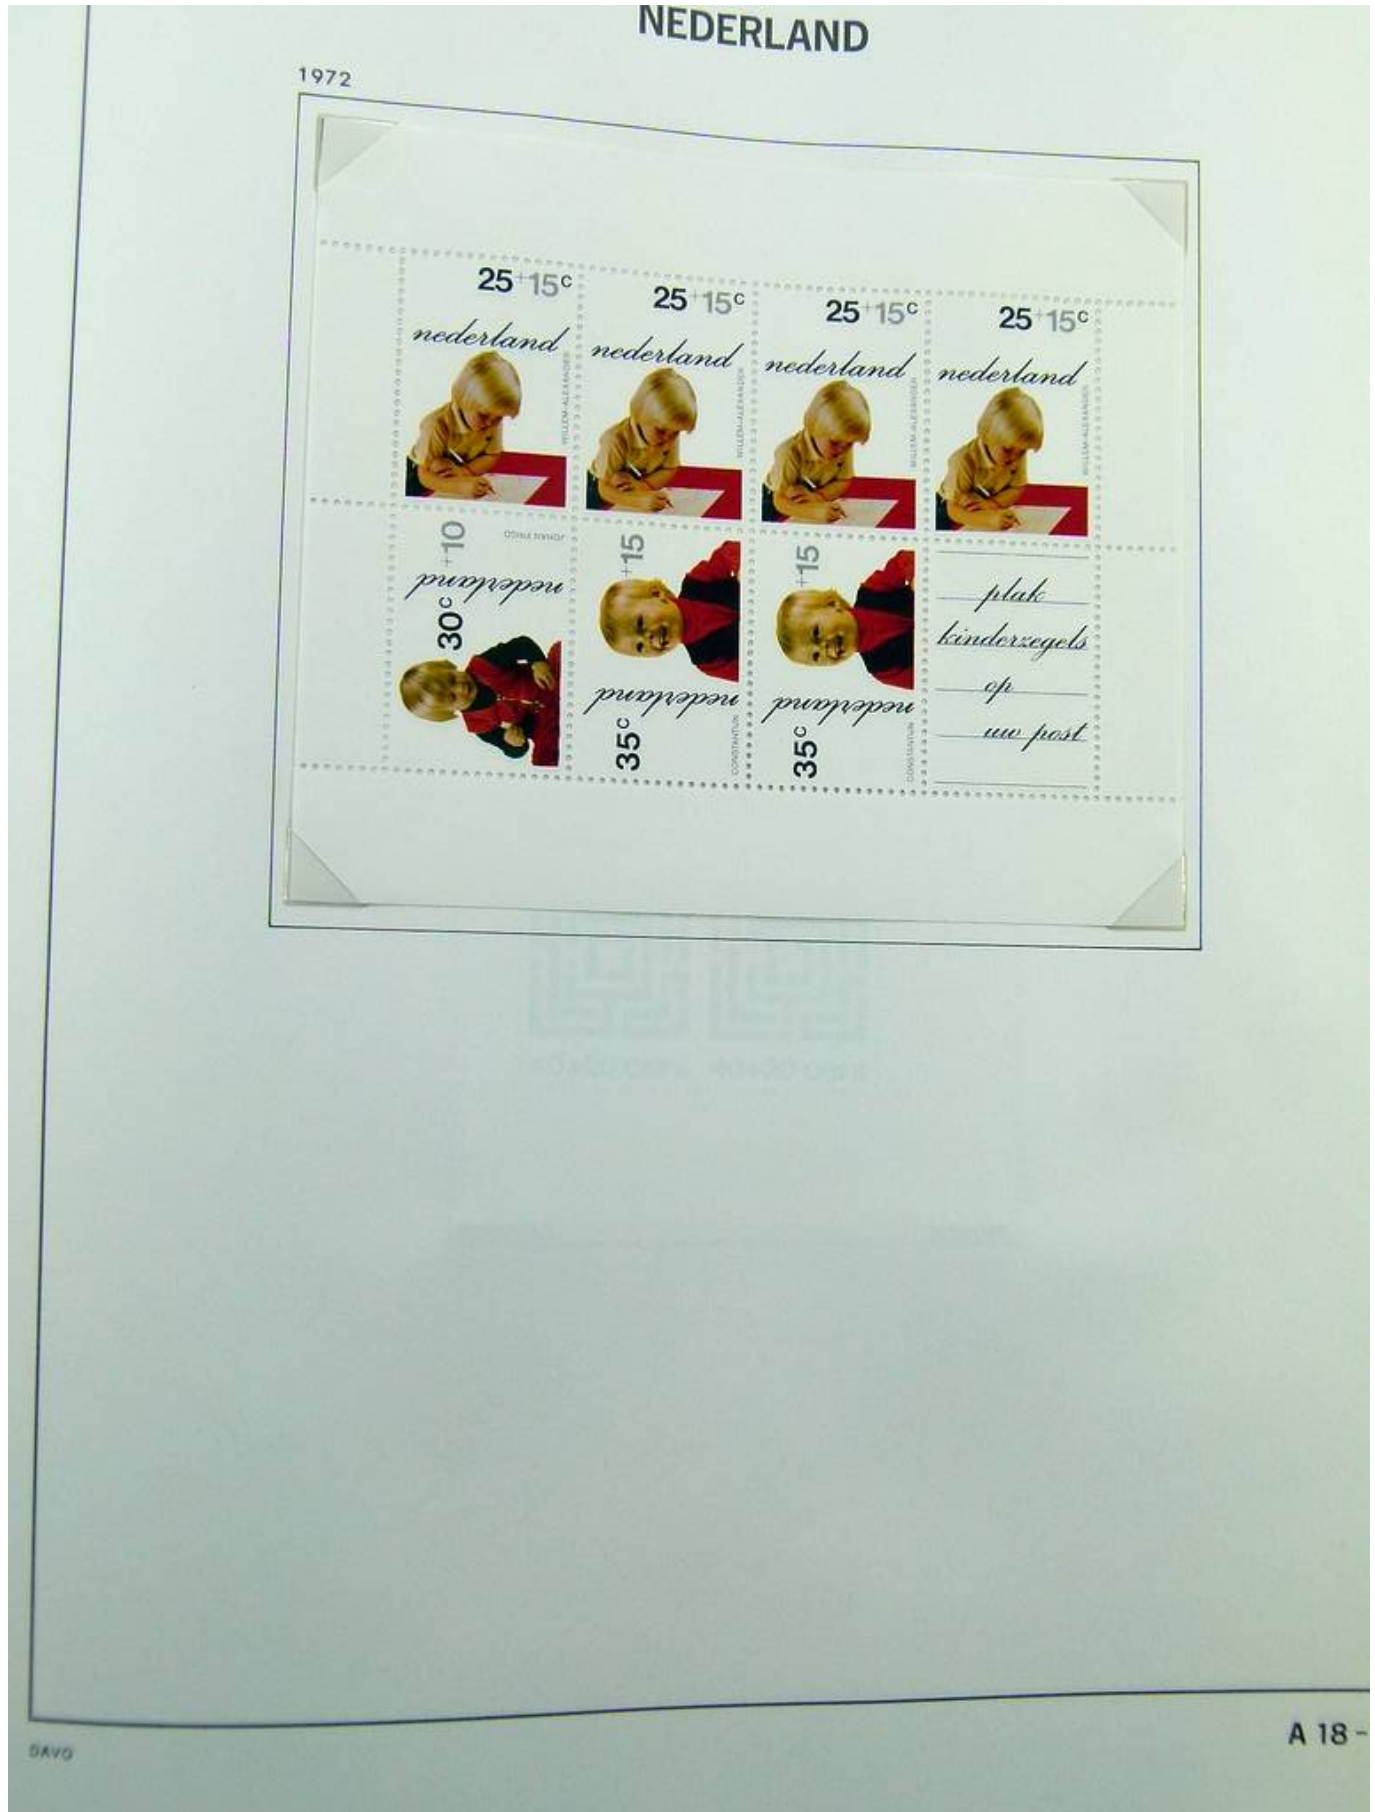 NEDERLAND
1972
25+15c
nederland
WILLEM-ALEXANDER
25+15c
nederland
WILLEM-ALEXANDER
25+15c
nederland
WILLEM-ALEXANDER
25+15c
nederland
WILLEM-ALEXANDER
30c+10
nederland
JOHAN FRISO
35c+15
nederland
CONSTANTIJN
35c+15
nederland
CONSTANTIJN
plak
kinderzegels
op
uw post
DAVO
A 18 -